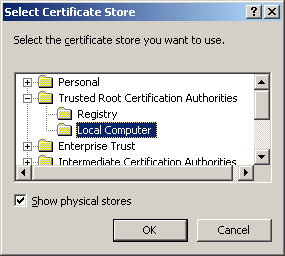 Select Certificate Store
Select the certificate store you want to use.
Personal
Trusted Root Certification Authorities
Registry
Local Computer
Enterprise Trust
Intermediate Certification Authorities
Show physical stores
OK
Cancel